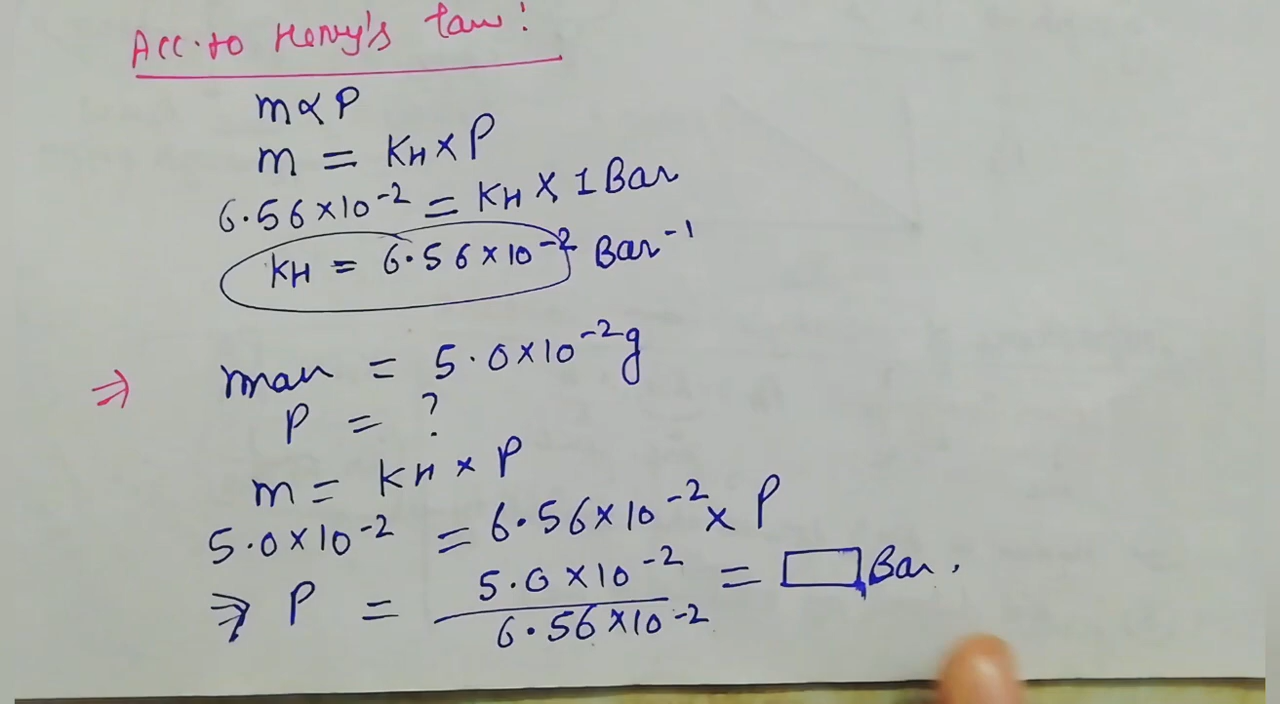 Acc. to Henry's law:
m ∝ P
m = KH × P
6.56 × 10⁻² = KH × 1 Bar
KH = 6.56 × 10⁻² Bar⁻¹
⇒ man = 5.0 × 10⁻² g
P = ?
m = KH × P
5.0 × 10⁻² = 6.56 × 10⁻² × P
⇒ P = 5.0 × 10⁻² / 6.56 × 10⁻² = □ Bar.